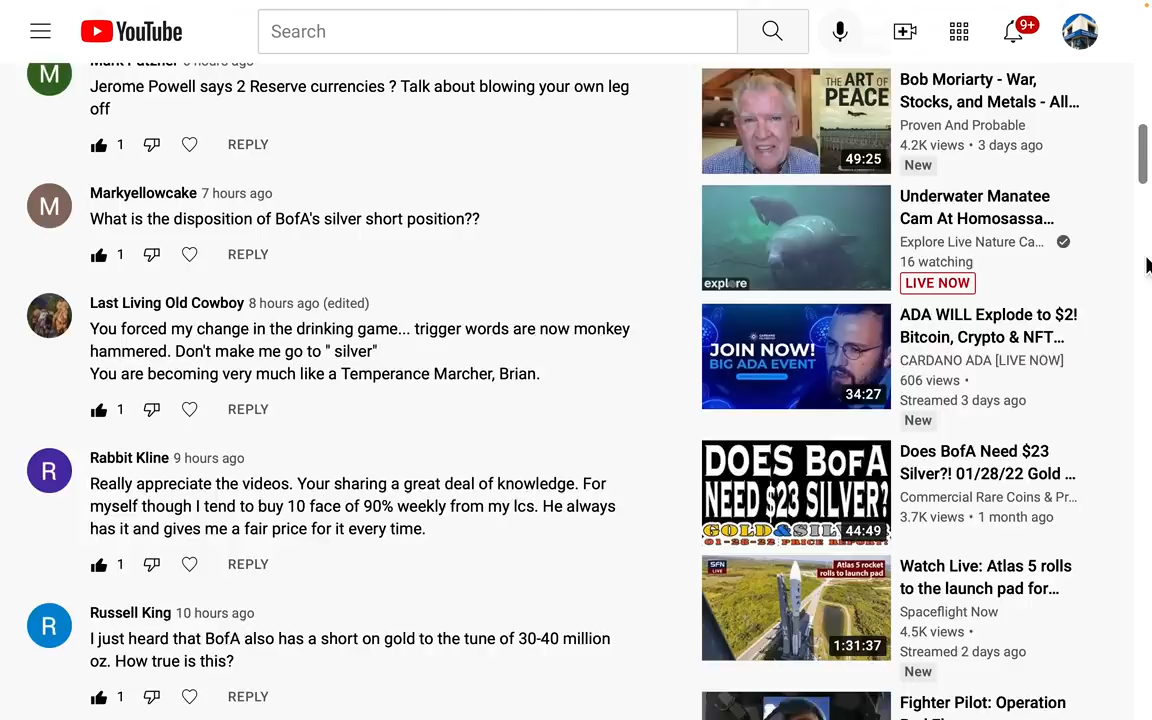 YouTube
Search
9+
M
Jerome Powell says 2 Reserve currencies ? Talk about blowing your own leg
off
1
REPLY
M
Markyellowcake 7 hours ago
What is the disposition of BofA's silver short position??
1
REPLY
Last Living Old Cowboy 8 hours ago (edited)
You forced my change in the drinking game... trigger words are now monkey
hammered. Don't make me go to " silver"
You are becoming very much like a Temperance Marcher, Brian.
1
REPLY
R
Rabbit Kline 9 hours ago
Really appreciate the videos. Your sharing a great deal of knowledge. For
myself though I tend to buy 10 face of 90% weekly from my lcs. He always
has it and gives me a fair price for it every time.
1
REPLY
R
Russell King 10 hours ago
I just heard that BofA also has a short on gold to the tune of 30-40 million
oz. How true is this?
1
REPLY
THE ART OF
PEACE
49:25
Bob Moriarty - War,
Stocks, and Metals - All...
Proven And Probable
4.2K views • 3 days ago
New
explore
Underwater Manatee
Cam At Homosassa...
Explore Live Nature Ca...
16 watching
LIVE NOW
JOIN NOW!
BIG ADA EVENT
34:27
ADA WILL Explode to $2!
Bitcoin, Crypto & NFT...
CARDANO ADA [LIVE NOW]
606 views •
Streamed 3 days ago
New
DOES BOFA
NEED $23 SILVER?
GOLD & SIL
01-28-22 PRICE REPORT!
44:49
Does BofA Need $23
Silver?! 01/28/22 Gold ...
Commercial Rare Coins & Pr...
3.7K views • 1 month ago
SFN
LIVE
Atlas 5 rocket
rolls to launch pad
1:31:37
Watch Live: Atlas 5 rolls
to the launch pad for...
Spaceflight Now
4.5K views •
Streamed 2 days ago
New
Fighter Pilot: Operation